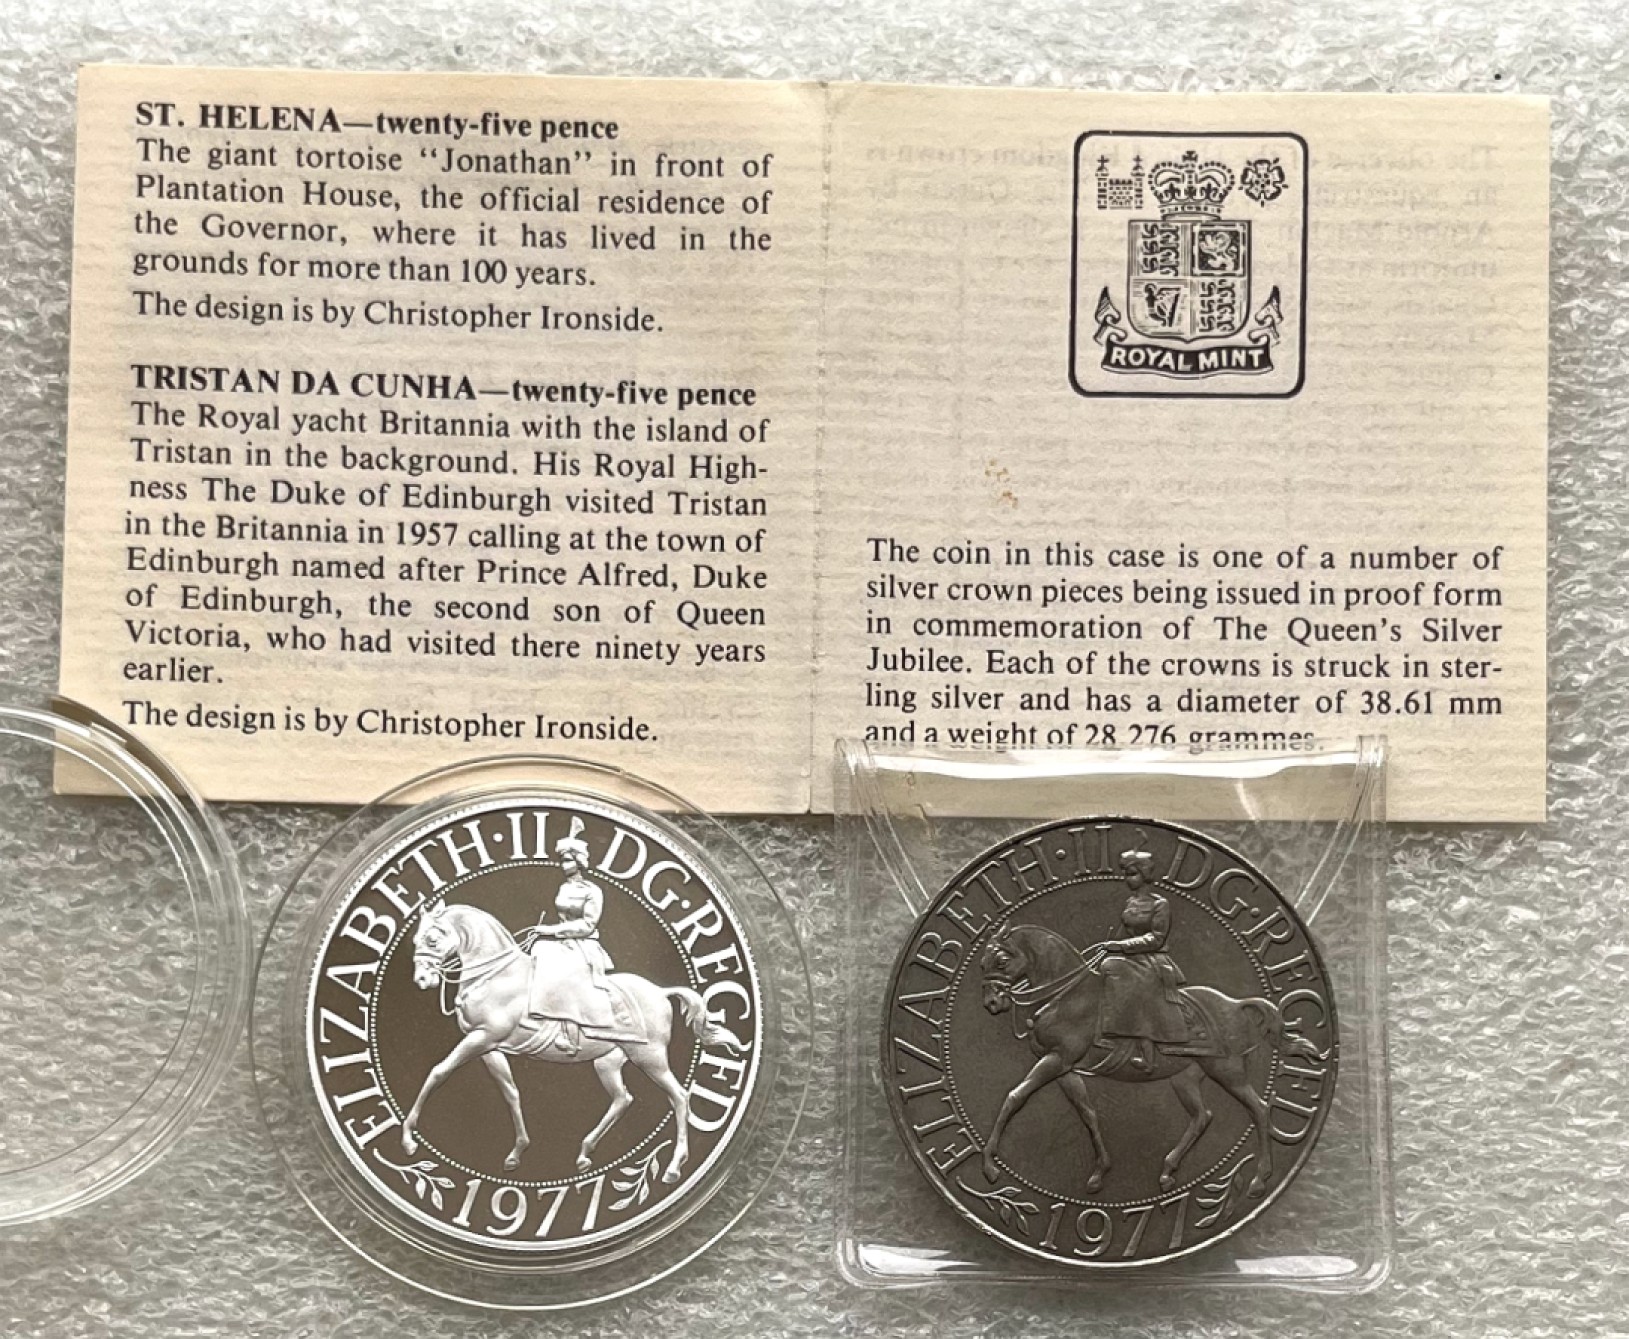 ST. HELENA—twenty-five pence
The giant tortoise “Jonathan” in front of
Plantation House, the official residence of
the Governor, where it has lived in the
grounds for more than 100 years.
The design is by Christopher Ironside.
TRISTAN DA CUNHA—twenty-five pence
The Royal yacht Britannia with the island of
Tristan in the background. His Royal High-
ness The Duke of Edinburgh visited Tristan
in the Britannia in 1957 calling at the town of
Edinburgh named after Prince Alfred, Duke
of Edinburgh, the second son of Queen
Victoria, who had visited there ninety years
earlier.
The design is by Christopher Ironside.
ROYAL MINT
The coin in this case is one of a number of
silver crown pieces being issued in proof form
in commemoration of The Queen’s Silver
Jubilee. Each of the crowns is struck in ster-
ling silver and has a diameter of 38.61 mm
and a weight of 28.276 grammes.
ELIZABETH·II DG·REG FD
1977
ELIZABETH·II DG·REG FD
1977